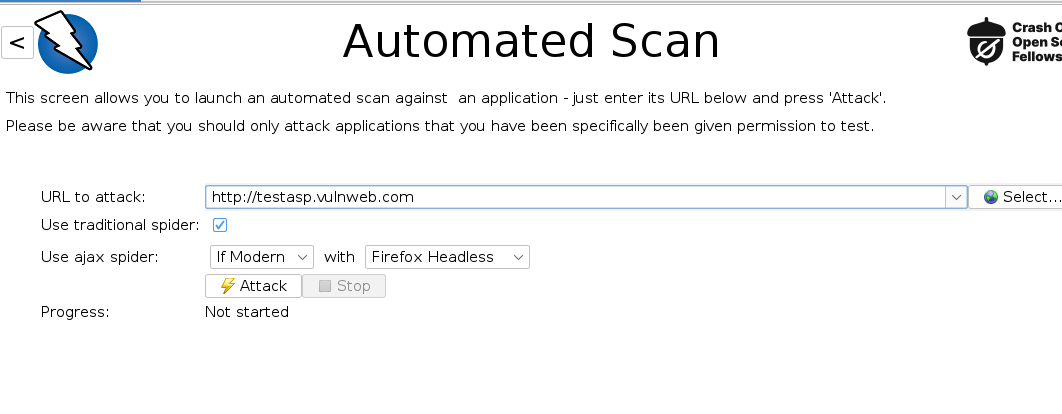 <
Automated Scan
Crash
Open
Fellows
This screen allows you to launch an automated scan against  an application - just enter its URL below and press 'Attack'.
Please be aware that you should only attack applications that you have been specifically been given permission to test.
URL to attack: http://testasp.vulnweb.com Select...
Use traditional spider:
Use ajax spider: If Modern with Firefox Headless
Attack Stop
Progress: Not started